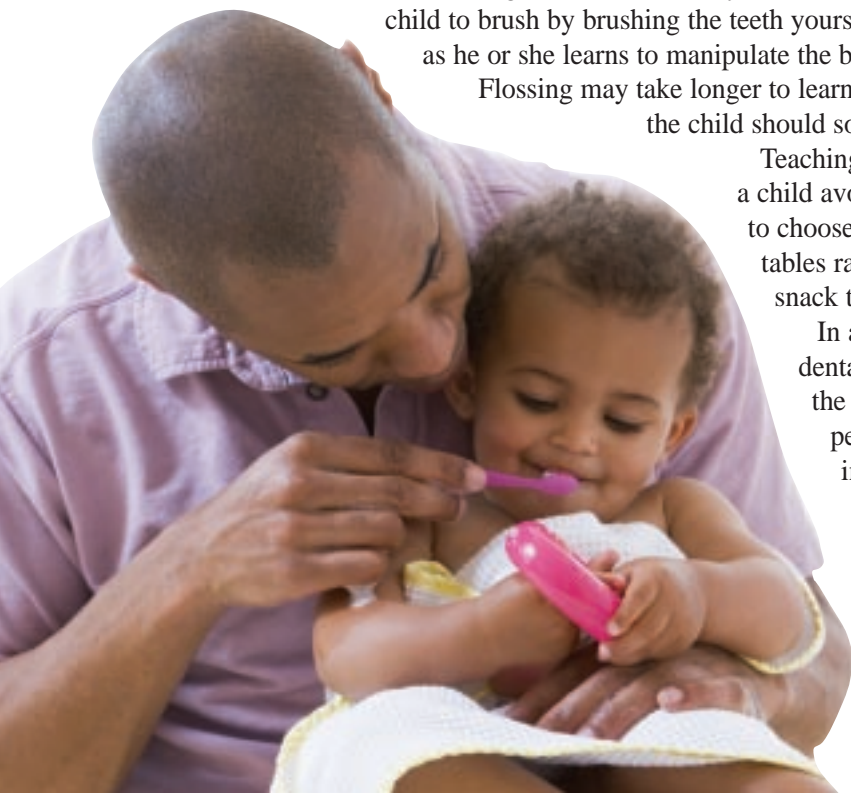 child to brush by brushing the teeth yours
as he or she learns to manipulate the b
Flossing may take longer to learn
the child should so
Teaching
a child avo
to choose
tables ra
snack t
In a
denta
the
pe
i